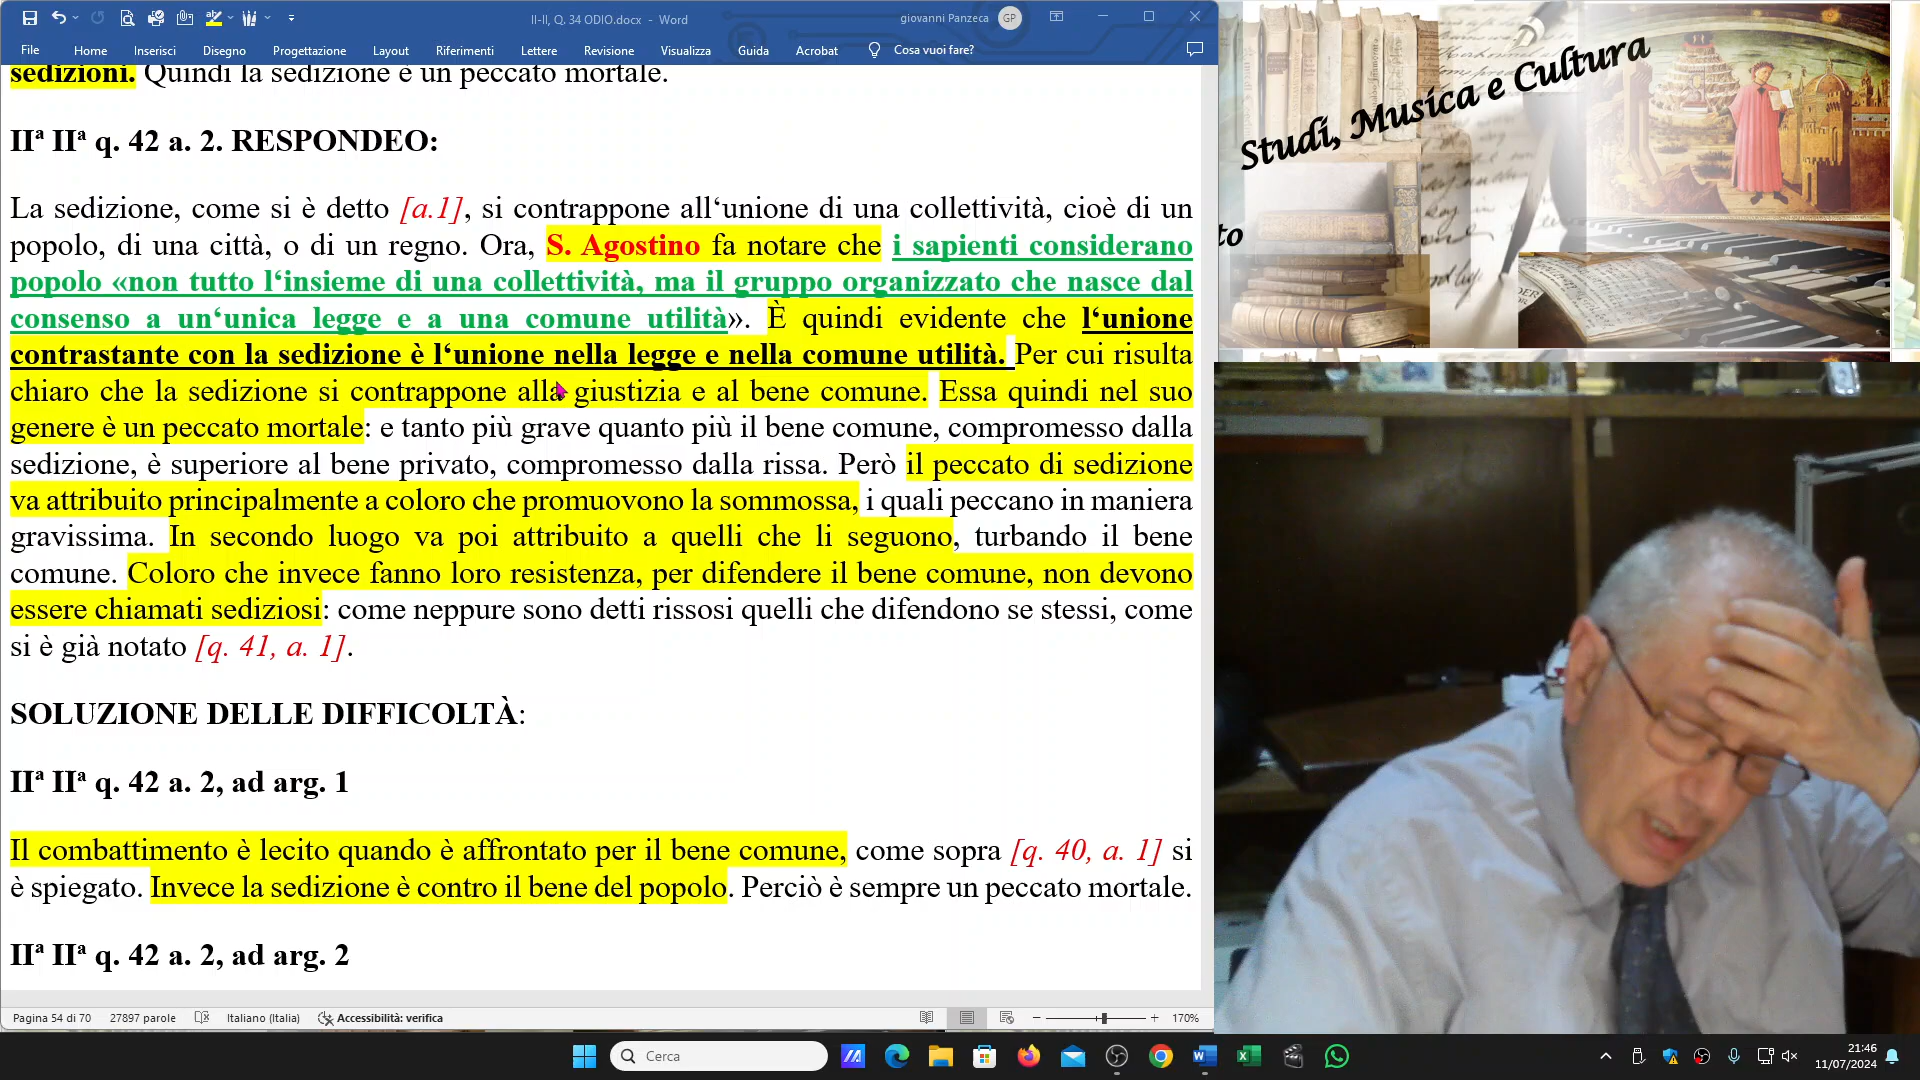 II-II, Q. 34 ODIO.docx - Word
giovanni Panzeca GP
File Home Inserisci Disegno Progettazione Layout Riferimenti Lettere Revisione Visualizza Guida Acrobat Cosa vuoi fare?
sedizioni. Quindi la sedizione è un peccato mortale.
IIª IIª q. 42 a. 2. RESPONDEO:
La sedizione, come si è detto [a.1], si contrappone all‘unione di una collettività, cioè di un
popolo, di una città, o di un regno. Ora, S. Agostino fa notare che i sapienti considerano
popolo «non tutto l‘insieme di una collettività, ma il gruppo organizzato che nasce dal
consenso a un‘unica legge e a una comune utilità». È quindi evidente che l‘unione
contrastante con la sedizione è l‘unione nella legge e nella comune utilità. Per cui risulta
chiaro che la sedizione si contrappone alla giustizia e al bene comune. Essa quindi nel suo
genere è un peccato mortale: e tanto più grave quanto più il bene comune, compromesso dalla
sedizione, è superiore al bene privato, compromesso dalla rissa. Però il peccato di sedizione
va attribuito principalmente a coloro che promuovono la sommossa, i quali peccano in maniera
gravissima. In secondo luogo va poi attribuito a quelli che li seguono, turbando il bene
comune. Coloro che invece fanno loro resistenza, per difendere il bene comune, non devono
essere chiamati sediziosi: come neppure sono detti rissosi quelli che difendono se stessi, come
si è già notato [q. 41, a. 1].
SOLUZIONE DELLE DIFFICOLTÀ:
IIª IIª q. 42 a. 2, ad arg. 1
Il combattimento è lecito quando è affrontato per il bene comune, come sopra [q. 40, a. 1] si
è spiegato. Invece la sedizione è contro il bene del popolo. Perciò è sempre un peccato mortale.
IIª IIª q. 42 a. 2, ad arg. 2
Pagina 54 di 70 27897 parole Italiano (Italia) Accessibilità: verifica 170%
Studi, Musica e Cultura
to
Cerca
21:46
11/07/2024